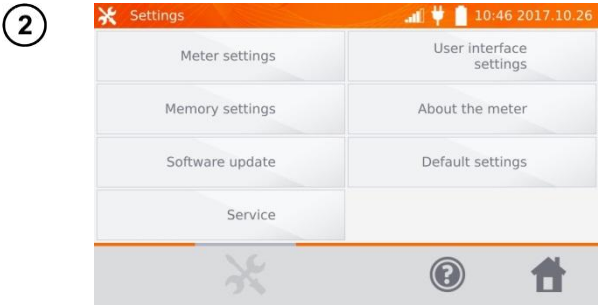 2
Settings
10:46 2017.10.26
Meter settings
User interface
settings
Memory settings
About the meter
Software update
Default settings
Service
?